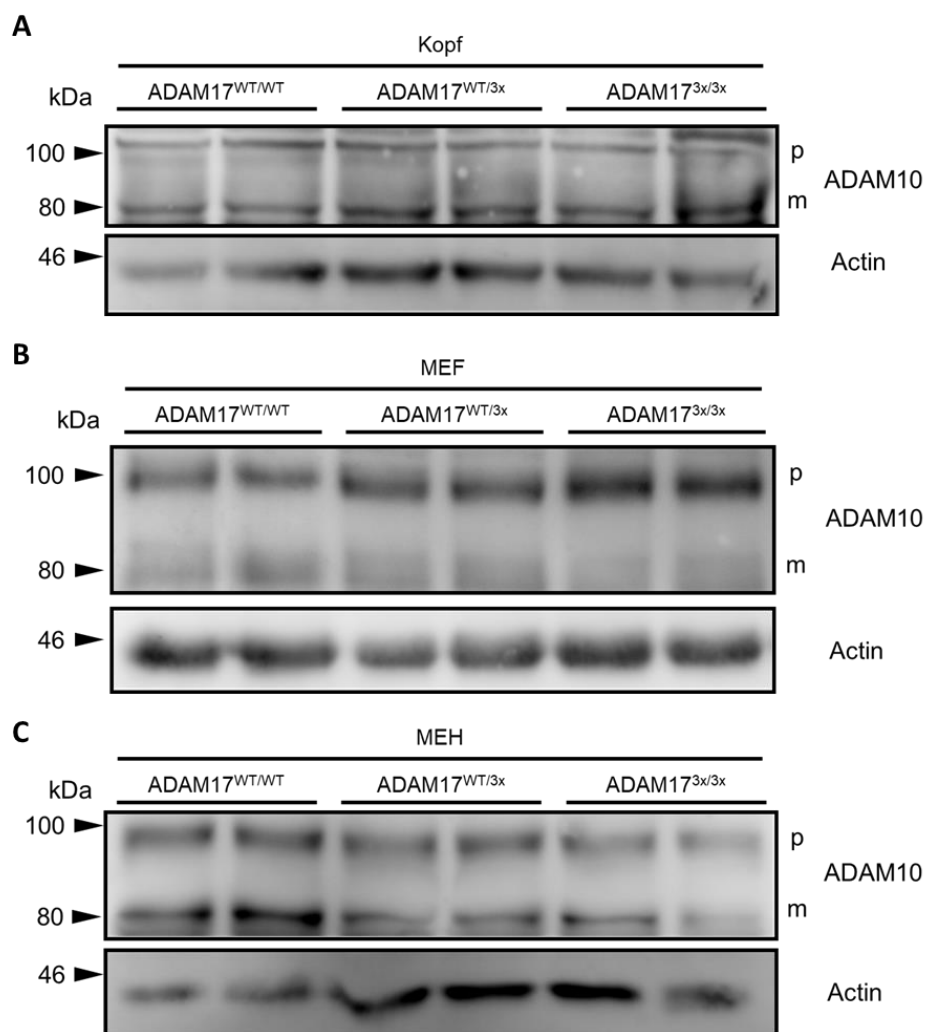 A
Kopf
kDa
ADAM17WT/WT ADAM17WT/3x ADAM173x/3x
100 p
ADAM10
80 m
46
Actin
B
MEF
kDa
ADAM17WT/WT ADAM17WT/3x ADAM173x/3x
100 p
ADAM10
80 m
46
Actin
C
MEH
kDa
ADAM17WT/WT ADAM17WT/3x ADAM173x/3x
100 p
ADAM10
80 m
46
Actin